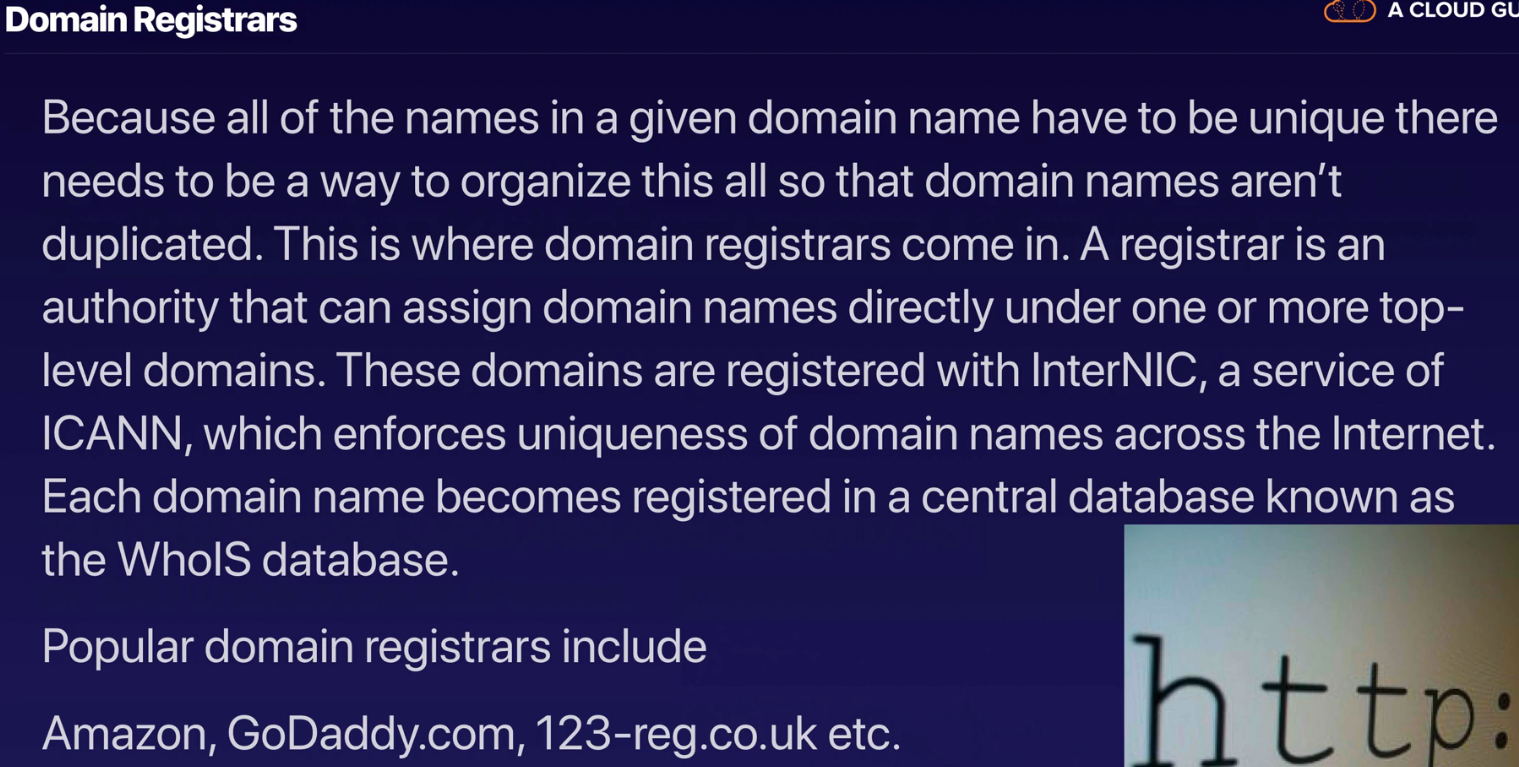 Domain Registrars
A CLOUD GU
Because all of the names in a given domain name have to be unique there
needs to be a way to organize this all so that domain names aren’t
duplicated. This is where domain registrars come in. A registrar is an
authority that can assign domain names directly under one or more top-
level domains. These domains are registered with InterNIC, a service of
ICANN, which enforces uniqueness of domain names across the Internet.
Each domain name becomes registered in a central database known as
the WhoIS database.
Popular domain registrars include
Amazon, GoDaddy.com, 123-reg.co.uk etc.
http: